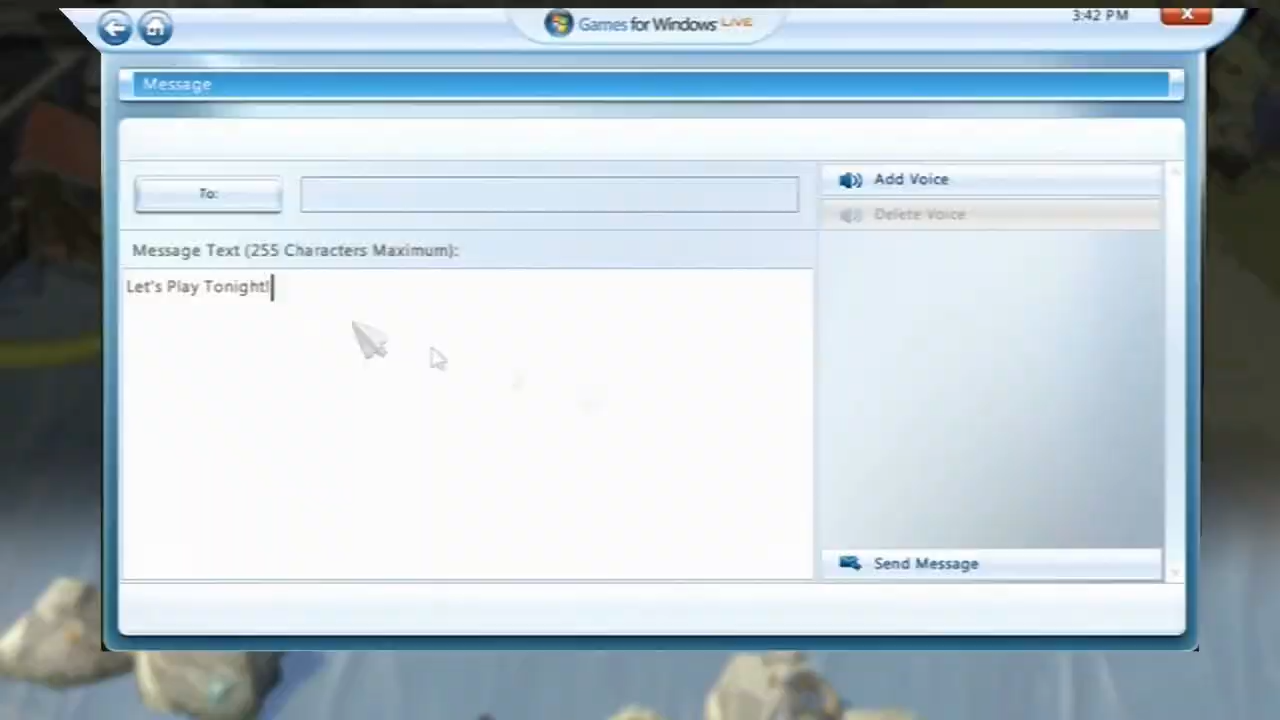 Games for Windows LIVE
3:42 PM
Message
To:
Add Voice
Delete Voice
Message Text (255 Characters Maximum):
Let's Play Tonight!
Send Message